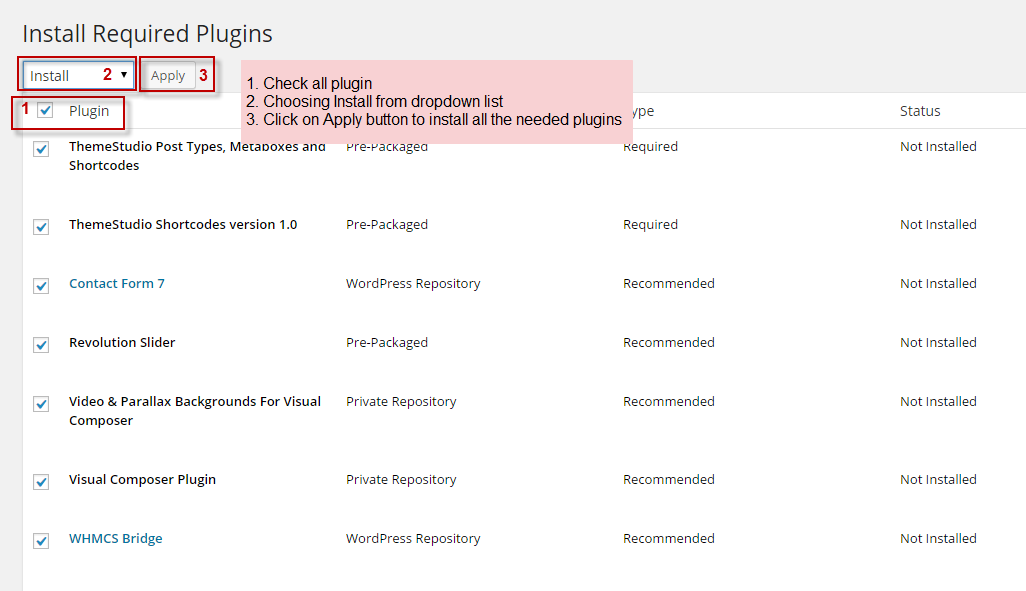 Install Required Plugins
Install 2 Apply 3
1. Check all plugin
2. Choosing Install from dropdown list
3. Click on Apply button to install all the needed plugins
1 Plugin ype Status
ThemeStudio Post Types, Metaboxes and Pre-Packaged Required Not Installed
Shortcodes
ThemeStudio Shortcodes version 1.0 Pre-Packaged Required Not Installed
Contact Form 7 WordPress Repository Recommended Not Installed
Revolution Slider Pre-Packaged Recommended Not Installed
Video & Parallax Backgrounds For Visual Private Repository Recommended Not Installed
Composer
Visual Composer Plugin Private Repository Recommended Not Installed
WHMCS Bridge WordPress Repository Recommended Not Installed